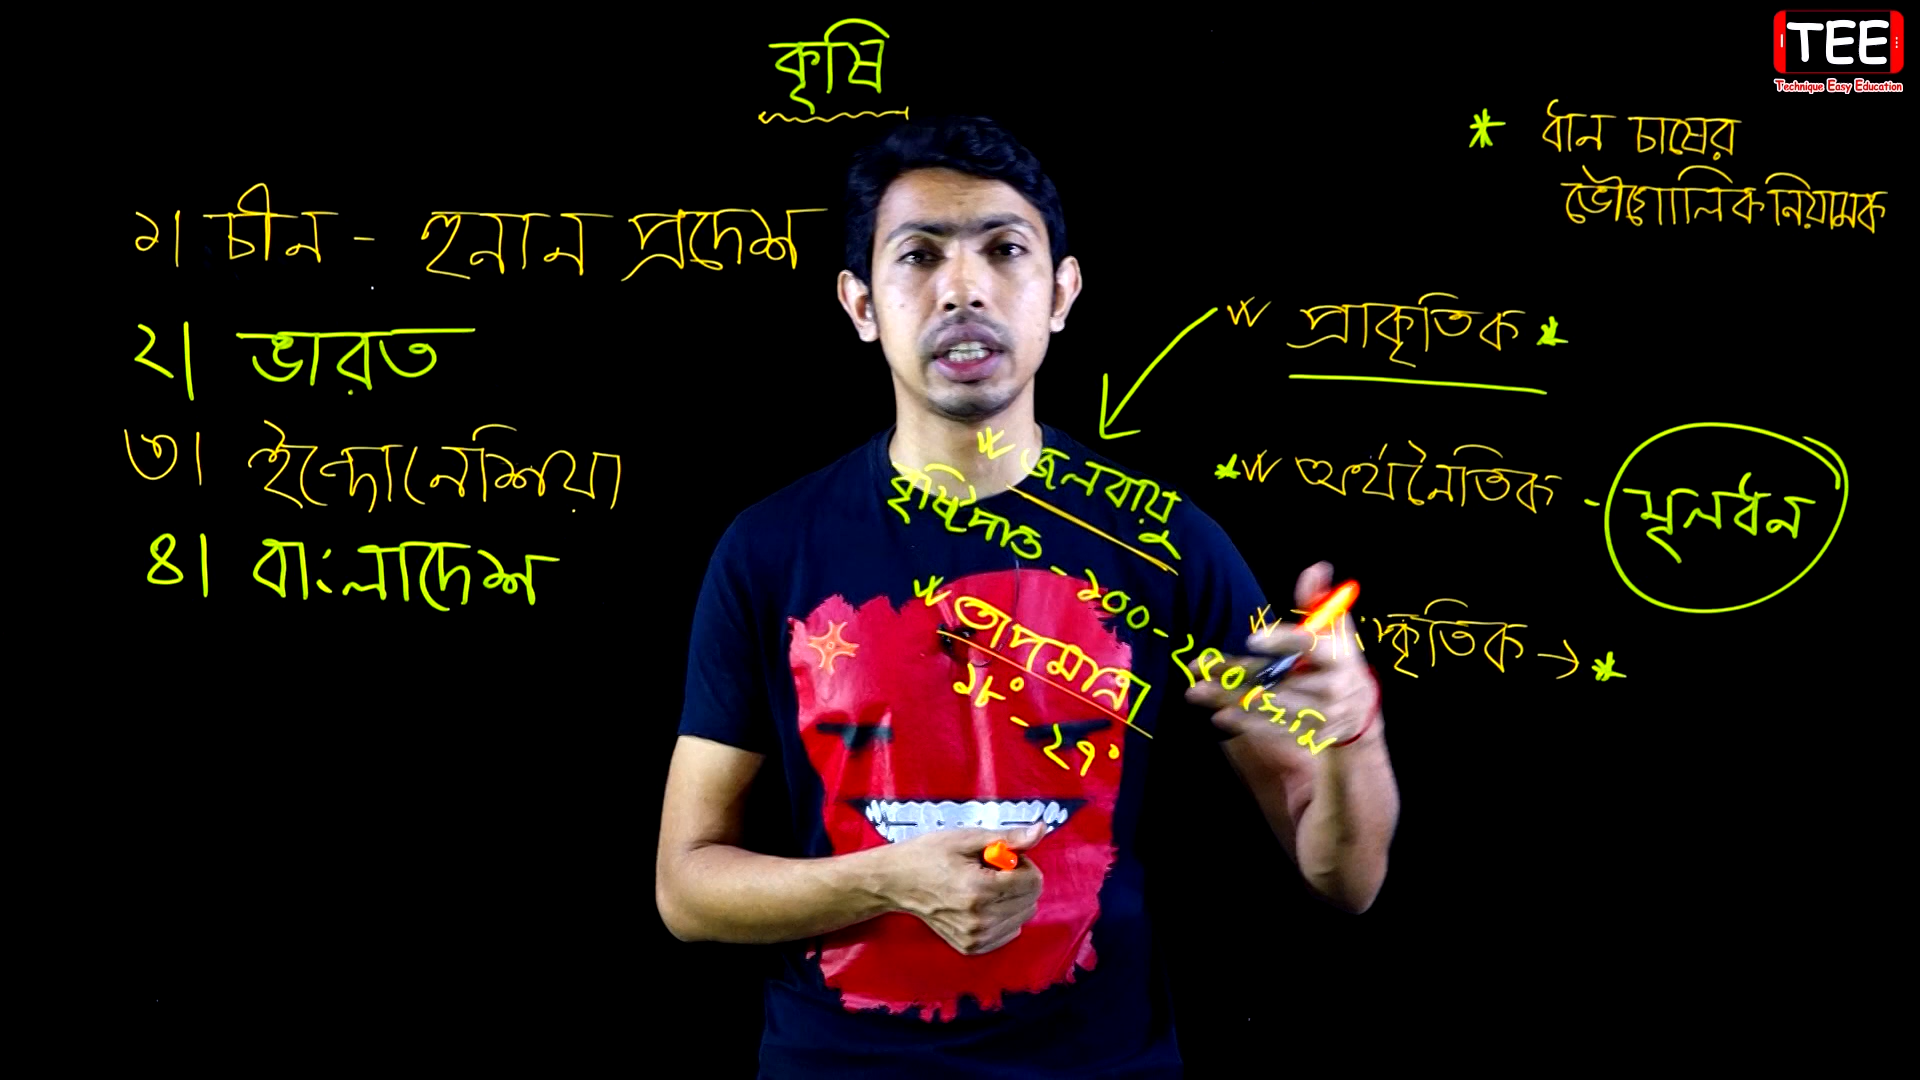 কৃষি
১। চীন - হুনান প্রদেশ
২। ভারত
৩। ইন্দোনেশিয়া
৪। বাংলাদেশ
TEE
Technique Easy Education
* ধান চাষের
ভৌগোলিক নিয়ামক
প্রাকৃতিক *
* অর্থনৈতিক - মূলধন
সাংস্কৃতিক → *
জলবায়ু
বৃষ্টিপাত - ১০০ - ২৫০ সে.মি
তাপমাত্রা
১৮° - ২৭°